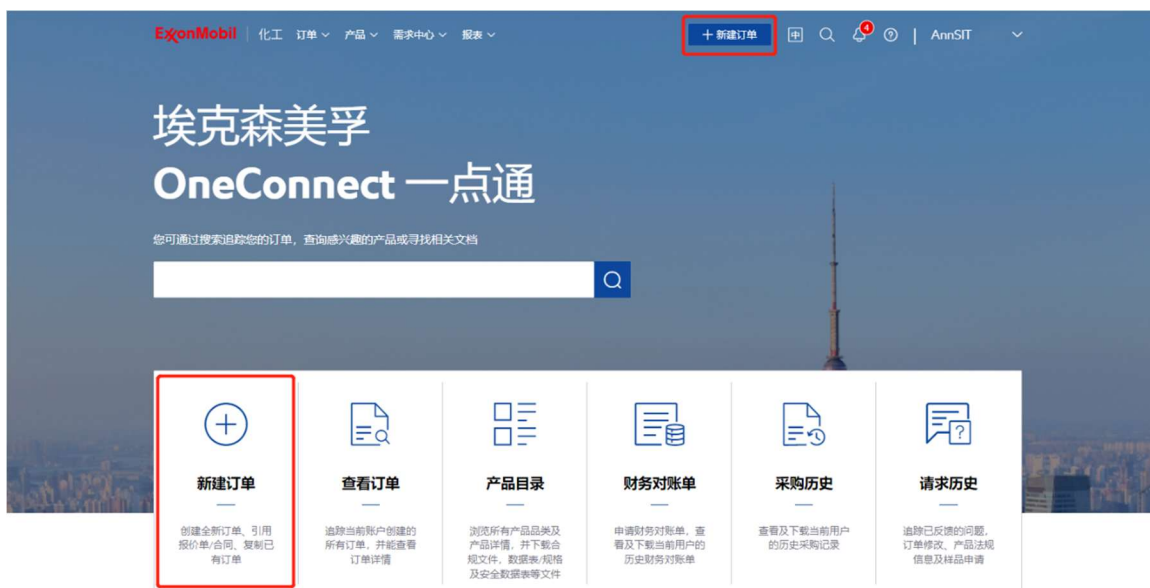 ExxonMobil 化工 订单 产品 需求中心 报表 新建订单 中 4 ? AnnSIT
埃克森美孚
OneConnect 一点通
您可通过搜索追踪您的订单，查询感兴趣的产品或寻找相关文档
新建订单 查看订单 产品目录 财务对账单 采购历史 请求历史
创建全新订单、引用 追踪当前账户创建的 浏览所有产品品类及 申请财务对账单，查 查看及下载当前用户 追踪已反馈的问题，
报价单/合同、复制已 所有订单，并能查看 产品详情，并下载合 看及下载当前用户的 的历史采购记录 订单修改、产品法规
有订单 订单详情 规文件，数据表/规格 历史财务对账单 信息及样品申请
及安全数据表等文件